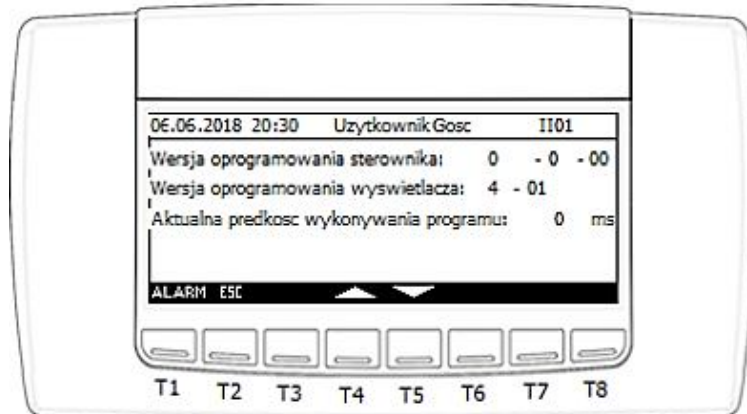 06.06.2018 20:30 Uzytkownik Gosc II01
Wersja oprogramowania sterownika: 0 - 0 - 00
Wersja oprogramowania wyswietlacza: 4 - 01
Aktualna predkosc wykonywania programu: 0 ms
ALARM ESC
T1 T2 T3 T4 T5 T6 T7 T8